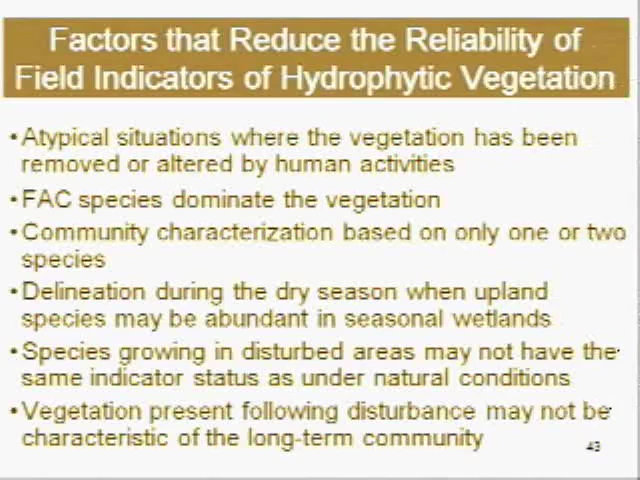 Factors that Reduce the Reliability of
Field Indicators of Hydrophytic Vegetation
• Atypical situations where the vegetation has been
removed or altered by human activities
• FAC species dominate the vegetation
• Community characterization based on only one or two
species
• Delineation during the dry season when upland
species may be abundant in seasonal wetlands
• Species growing in disturbed areas may not have the
same indicator status as under natural conditions
• Vegetation present following disturbance may not be
characteristic of the long-term community
43